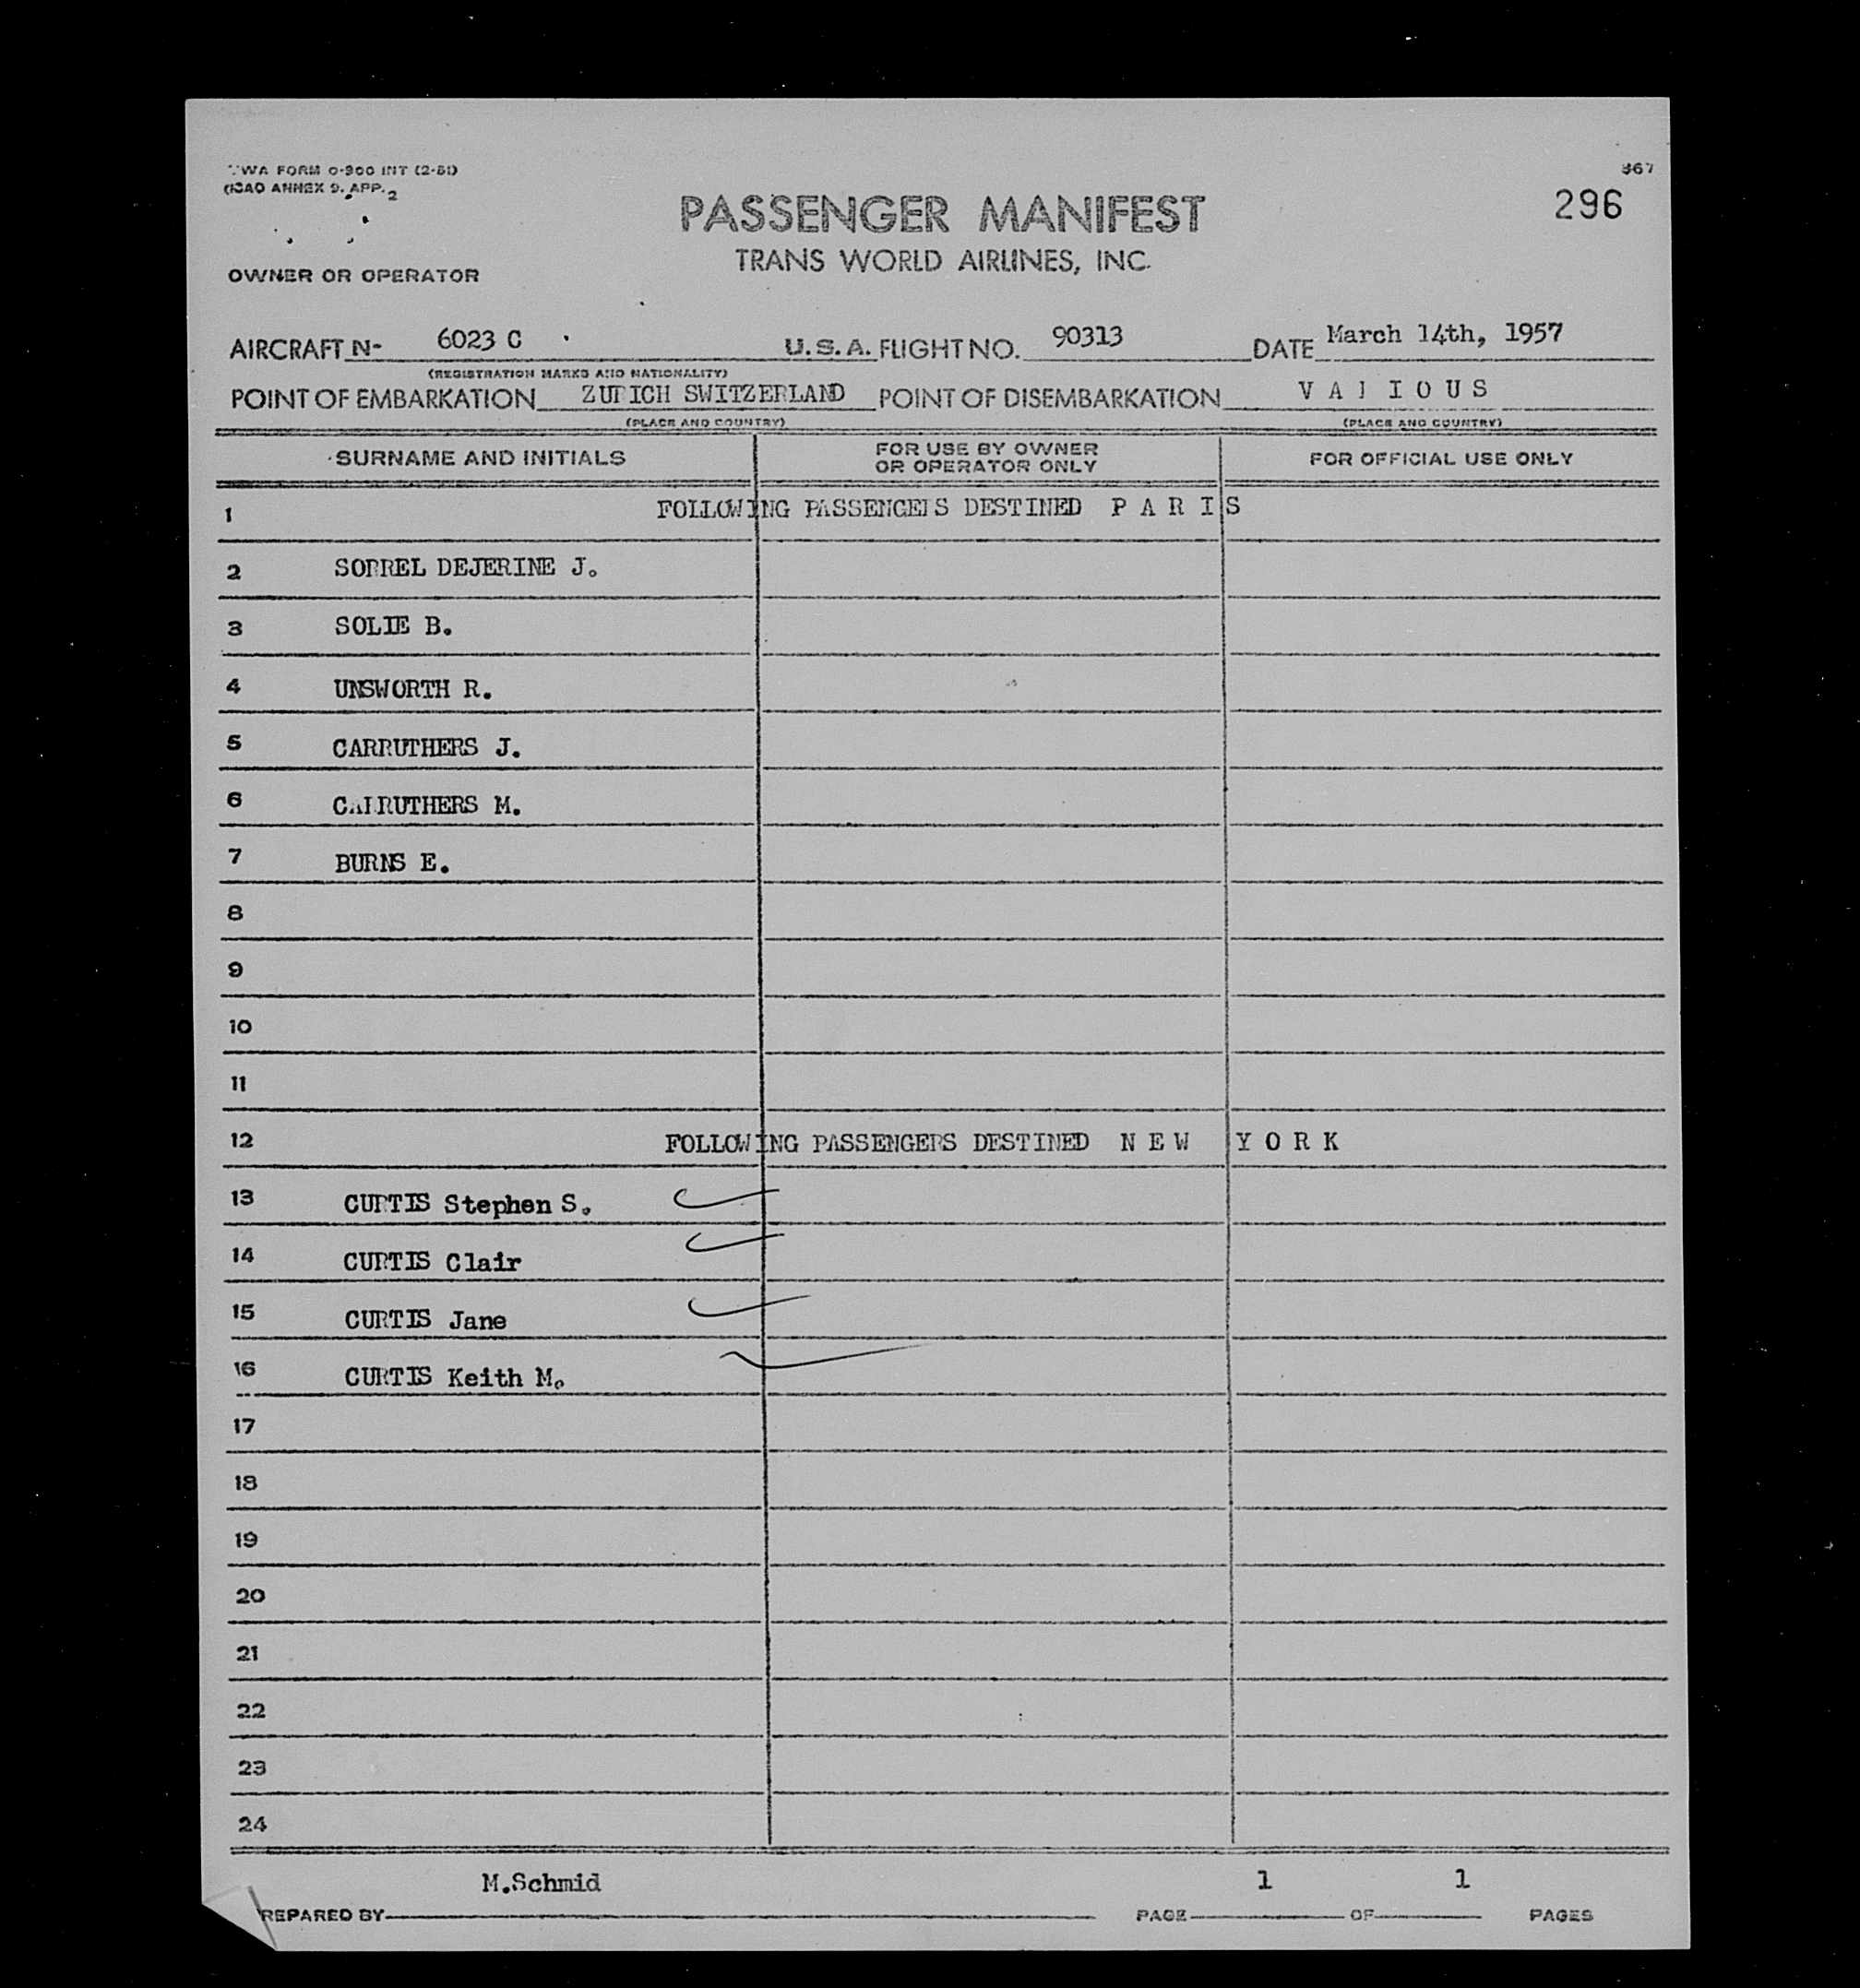 TWA FORM O-900 INT (2-51)
(ICAO ANNEX 9. APP. 2
367
296
PASSENGER MANIFEST
TRANS WORLD AIRLINES, INC.
OWNER OR OPERATOR
AIRCRAFT N- 6023 C U.S.A. FLIGHT NO. 90313 DATE March 14th, 1957
(REGISTRATION MARKS AND NATIONALITY)
POINT OF EMBARKATION ZURICH SWITZERLAND POINT OF DISEMBARKATION VARIOUS
(PLACE AND COUNTRY) (PLACE AND COUNTRY)
SURNAME AND INITIALS FOR USE BY OWNER OR OPERATOR ONLY FOR OFFICIAL USE ONLY
1 FOLLOWING PASSENGERS DESTINED P A R I S
2 SORREL DEJERINE J.
3 SOLIE B.
4 UNSWORTH R.
5 CARRUTHERS J.
6 CARRUTHERS M.
7 BURNS E.
8
9
10
11
12 FOLLOWING PASSENGERS DESTINED N E W Y O R K
13 CURTIS Stephen S.
14 CURTIS Clair
15 CURTIS Jane
16 CURTIS Keith M.
17
18
19
20
21
22
23
24
M.Schmid 1 1
REPARED BY PAGE OF PAGES